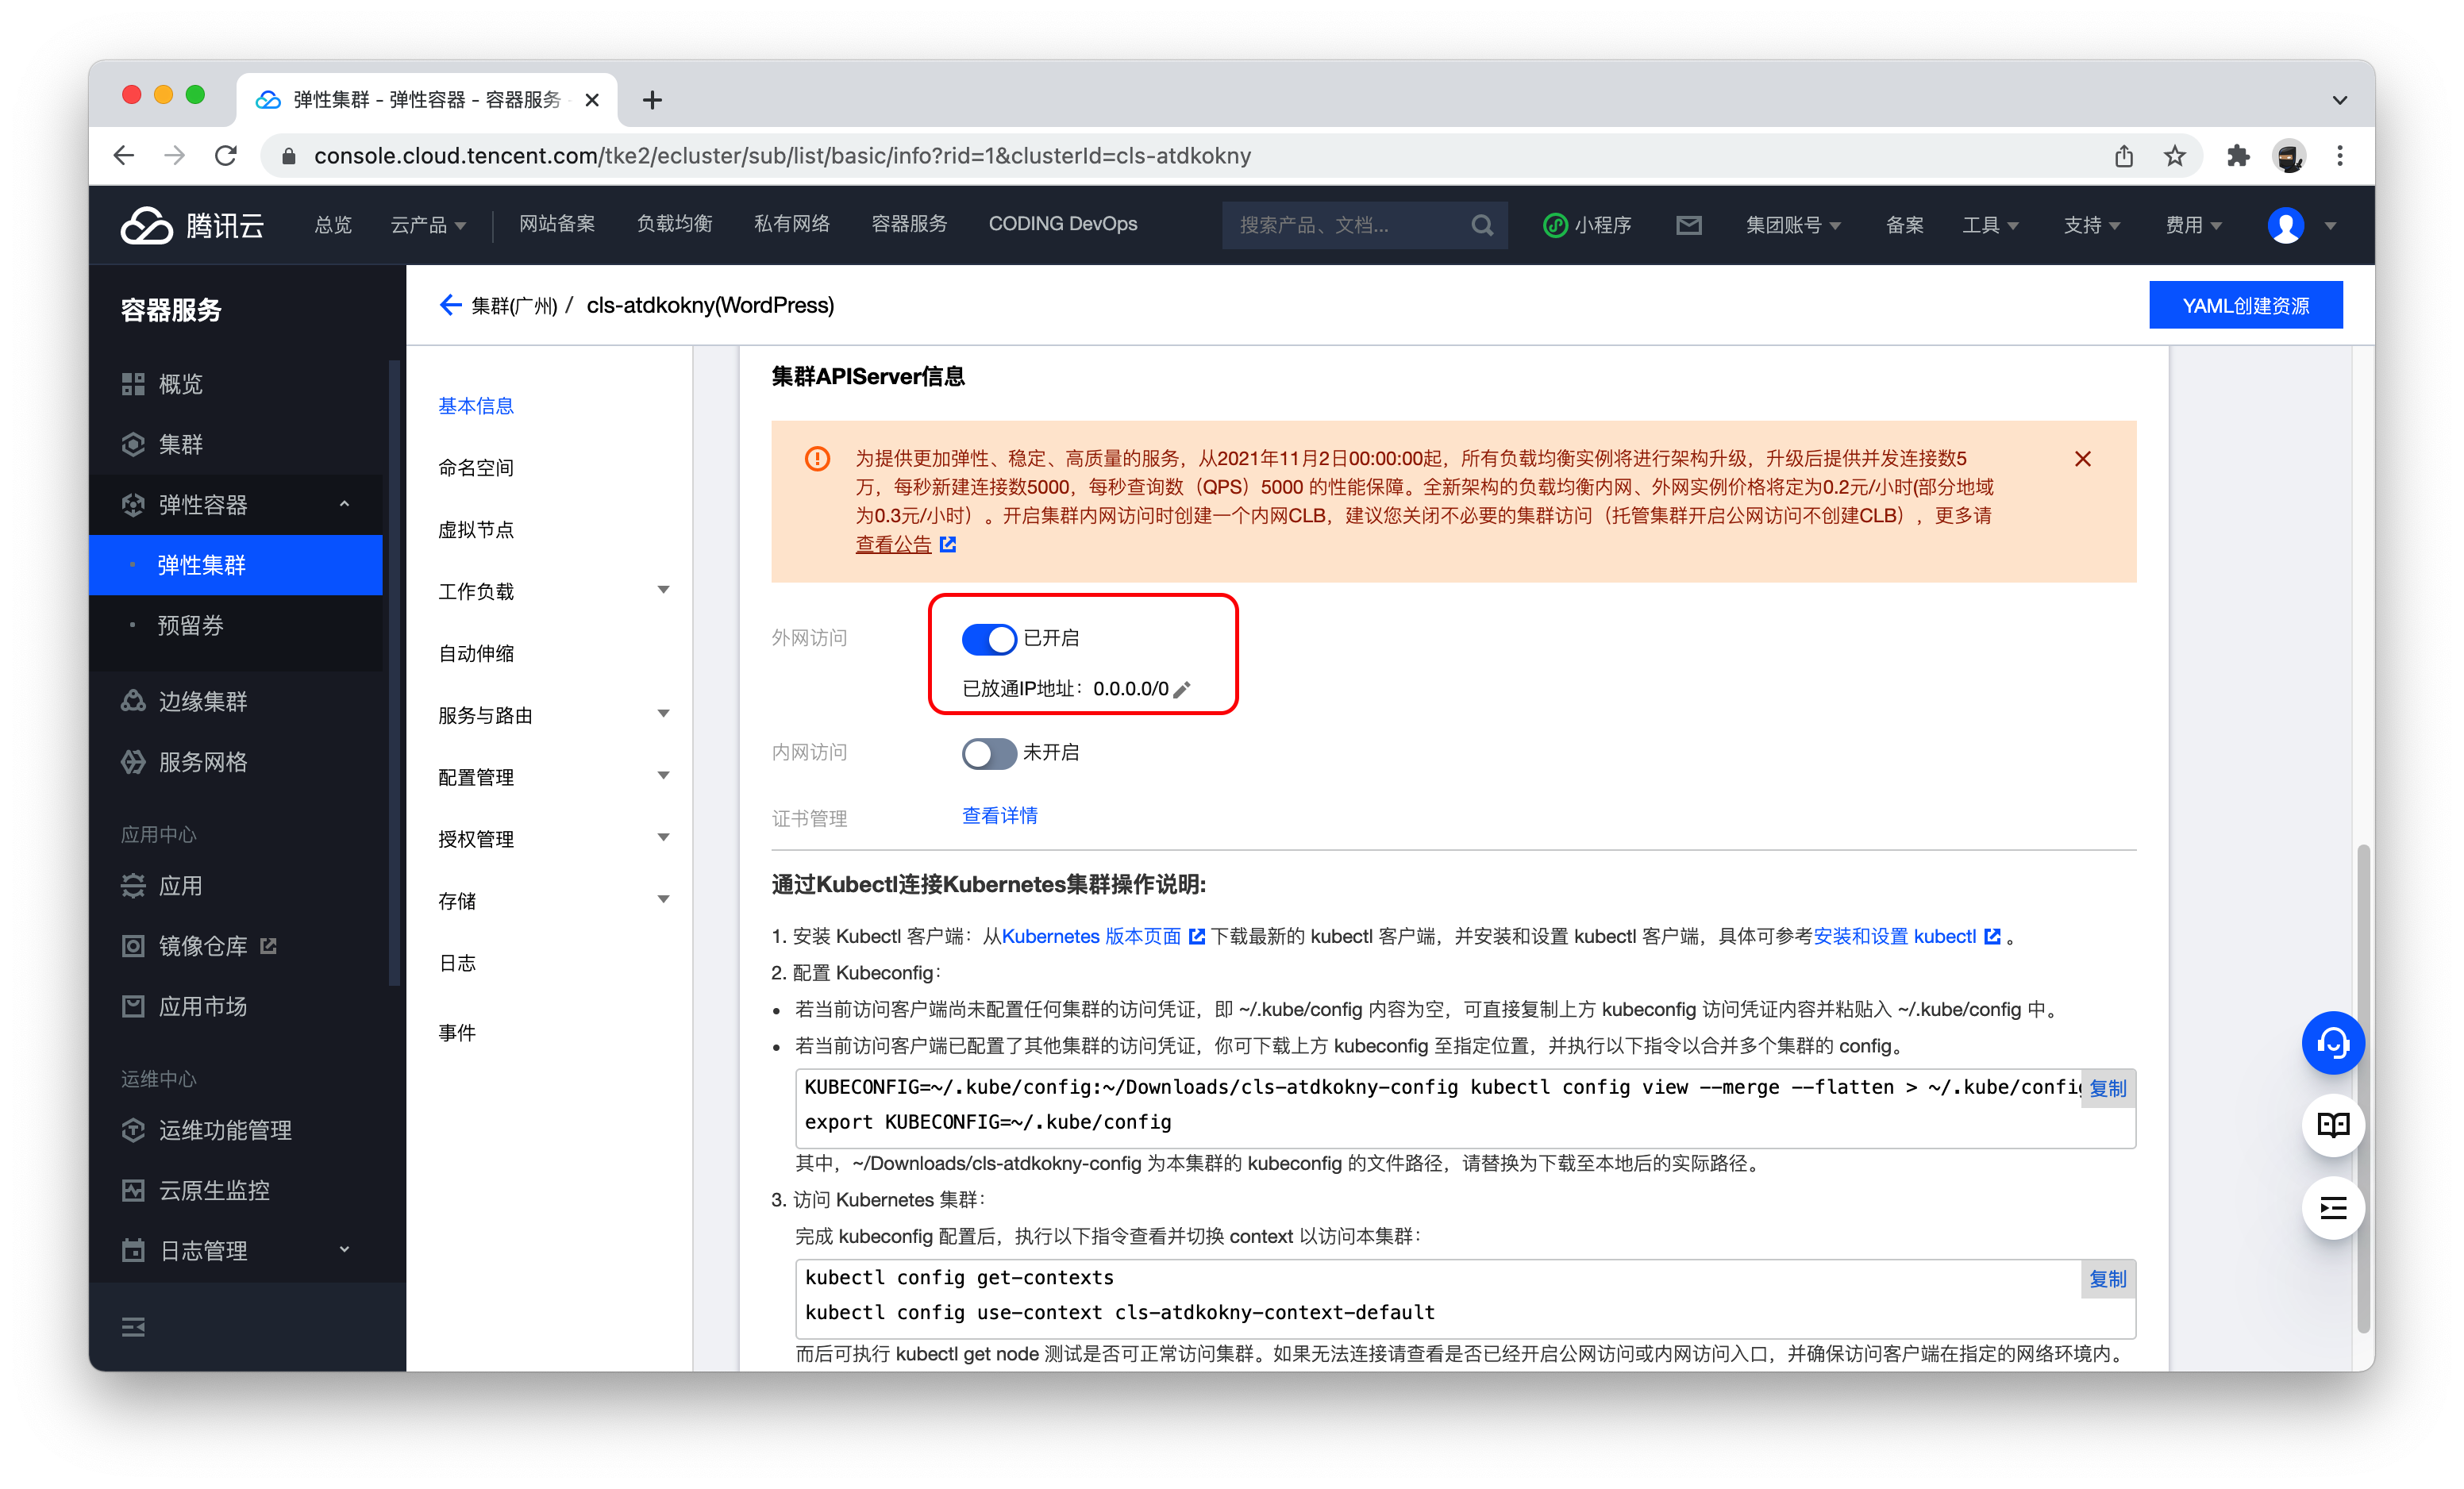 弹性集群 - 弹性容器 - 容器服务
console.cloud.tencent.com/tke2/ecluster/sub/list/basic/info?rid=1&clusterId=cls-atdkokny
腾讯云
总览
云产品
网站备案
负载均衡
私有网络
容器服务
CODING DevOps
搜索产品、文档...
小程序
集团账号
备案
工具
支持
费用
容器服务
概览
集群
弹性容器
弹性集群
预留券
边缘集群
服务网格
应用中心
应用
镜像仓库
应用市场
运维中心
运维功能管理
云原生监控
日志管理
集群(广州) / cls-atdkokny(WordPress)
YAML创建资源
基本信息
命名空间
虚拟节点
工作负载
自动伸缩
服务与路由
配置管理
授权管理
存储
日志
事件
集群APIServer信息
为提供更加弹性、稳定、高质量的服务，从2021年11月2日00:00:00起，所有负载均衡实例将进行架构升级，升级后提供并发连接数5
万，每秒新建连接数5000，每秒查询数（QPS）5000 的性能保障。全新架构的负载均衡内网、外网实例价格将定为0.2元/小时(部分地域
为0.3元/小时）。开启集群内网访问时创建一个内网CLB，建议您关闭不必要的集群访问（托管集群开启公网访问不创建CLB），更多请
查看公告
外网访问
已开启
已放通IP地址：0.0.0.0/0
内网访问
未开启
证书管理
查看详情
通过Kubectl连接Kubernetes集群操作说明:
1. 安装 Kubectl 客户端：从Kubernetes 版本页面 下载最新的 kubectl 客户端，并安装和设置 kubectl 客户端，具体可参考安装和设置 kubectl 。
2. 配置 Kubeconfig：
• 若当前访问客户端尚未配置任何集群的访问凭证，即 ~/.kube/config 内容为空，可直接复制上方 kubeconfig 访问凭证内容并粘贴入 ~/.kube/config 中。
• 若当前访问客户端已配置了其他集群的访问凭证，你可下载上方 kubeconfig 至指定位置，并执行以下指令以合并多个集群的 config。
KUBECONFIG=~/.kube/config:~/Downloads/cls-atdkokny-config kubectl config view --merge --flatten > ~/.kube/config
复制
export KUBECONFIG=~/.kube/config
其中，~/Downloads/cls-atdkokny-config 为本集群的 kubeconfig 的文件路径，请替换为下载至本地后的实际路径。
3. 访问 Kubernetes 集群：
完成 kubeconfig 配置后，执行以下指令查看并切换 context 以访问本集群：
kubectl config get-contexts
复制
kubectl config use-context cls-atdkokny-context-default
而后可执行 kubectl get node 测试是否可正常访问集群。如果无法连接请查看是否已经开启公网访问或内网访问入口，并确保访问客户端在指定的网络环境内。